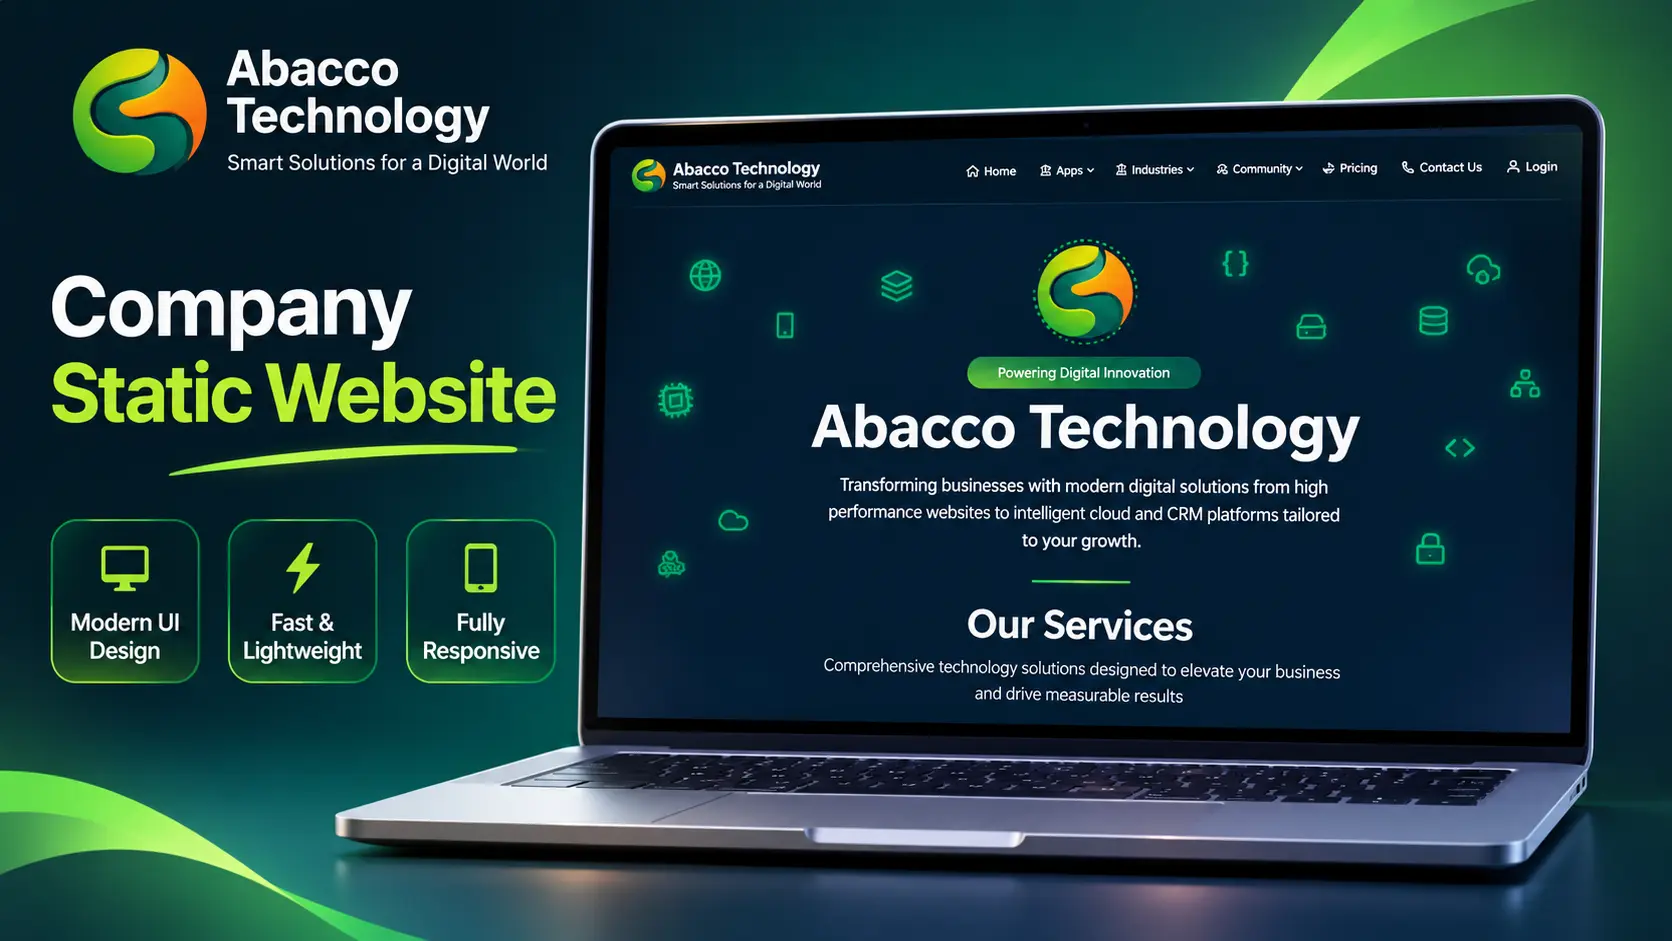 Abacco
Technology
Smart Solutions for a Digital World
Company
Static Website
Modern UI
Design
Fast &
Lightweight
Fully
Responsive
Abacco Technology
Smart Solutions for a Digital World
Home
Apps
Industries
Community
Pricing
Contact Us
Login
Powering Digital Innovation
Abacco Technology
Transforming businesses with modern digital solutions from high
performance websites to intelligent cloud and CRM platforms tailored
to your growth.
Our Services
Comprehensive technology solutions designed to elevate your business
and drive measurable results